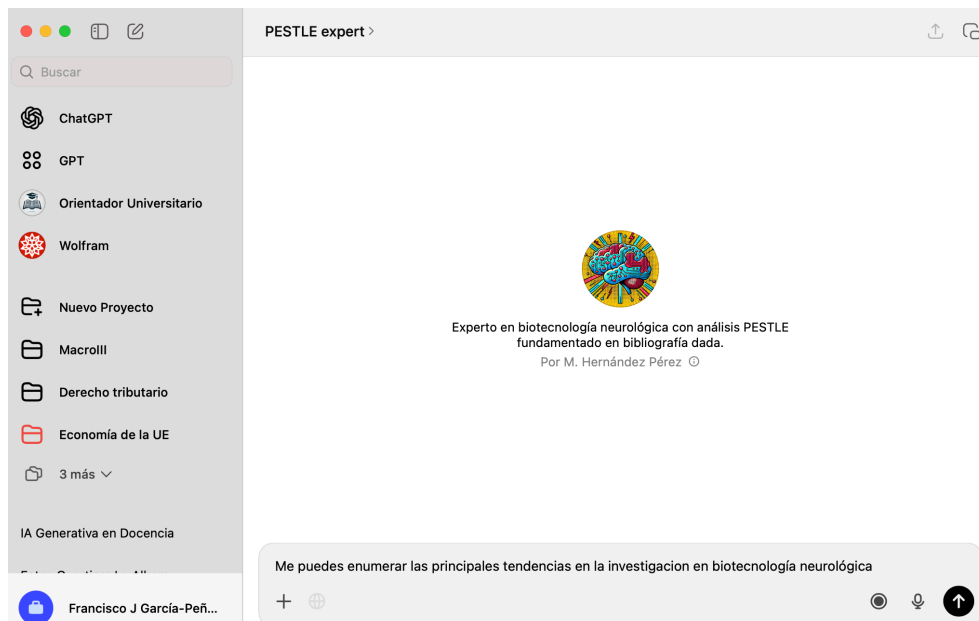 PESTLE expert
Buscar
ChatGPT
GPT
Orientador Universitario
Wolfram
Nuevo Proyecto
MacroIII
Derecho tributario
Economía de la UE
3 más
IA Generativa en Docencia
Francisco J García-Peñ...
Experto en biotecnología neurológica con análisis PESTLE
fundamentado en bibliografía dada.
Por M. Hernández Pérez
Me puedes enumerar las principales tendencias en la investigacion en biotecnología neurológica